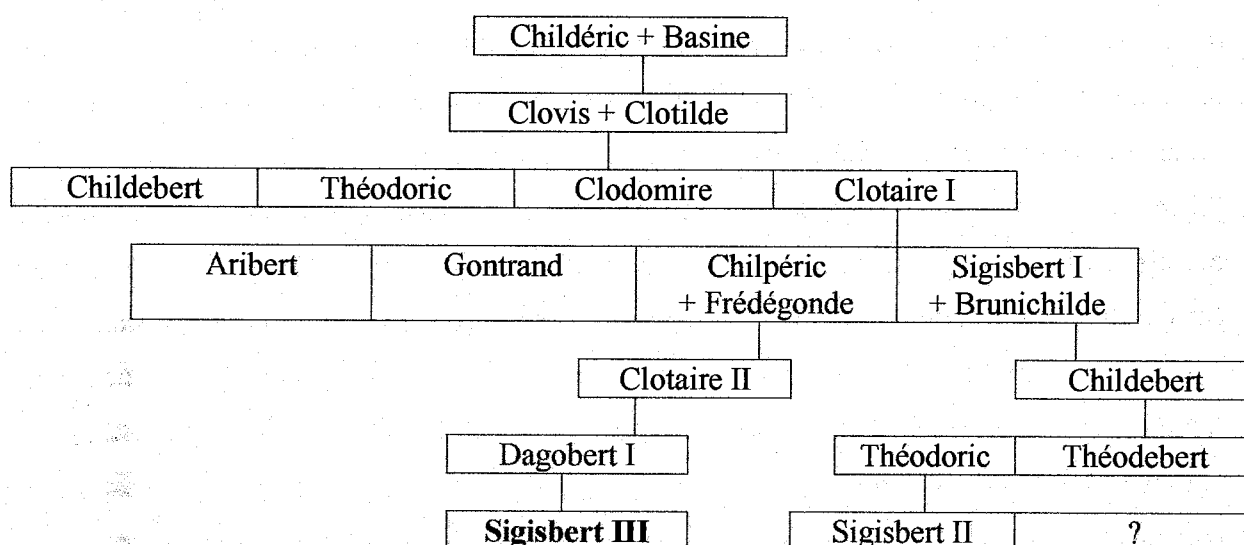 Childéric + Basine
Clovis + Clotilde
Childebert Théodoric Clodomire Clotaire I
Aribert Gontrand Chilpéric Sigisbert I
+ Frédégonde + Brunichilde
Clotaire II Childebert
Dagobert I Théodoric Théodebert
Sigisbert III Sigisbert II ?